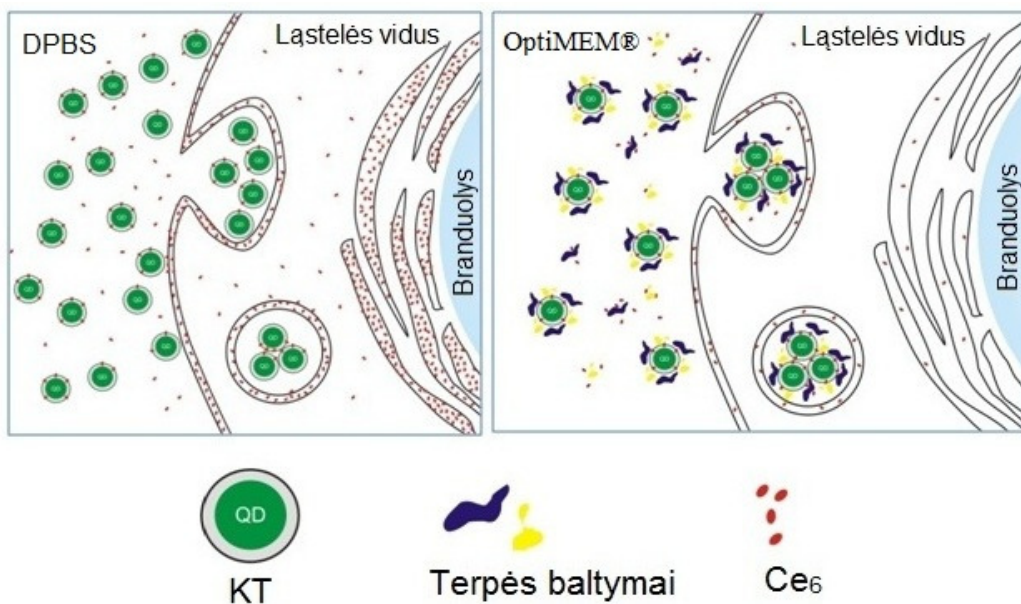 DPBS
Ląstelės vidus
Branduolys
OptiMEM®
Ląstelės vidus
Branduolys
QD
KT
Terpės baltymai
Ce₆